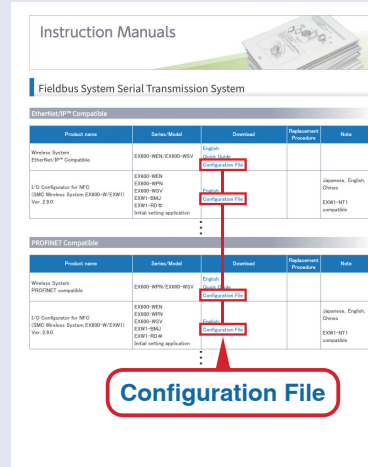 Instruction Manuals
Fieldbus System Serial Transmission System
EtherNet/IP™ Compatible
Product name Series/Model Download Replacement Procedure Note
Wireless System
EtherNet/IP™ Compatible
EX600-WEN/EX600-WSV
English
Quick Guide
Configuration File
I/O Configurator for NFC
(SMC Wireless System EX600-W/EXW1)
Ver. 2.9.0
EX600-WEN
EX600-WPN
EX600-WSV
EXW1-BMJ
EXW1-RD#
Initial setting application
English
Configuration File
Japanese, English,
Chines
EXW1-NT1
compatible
PROFINET Compatible
Product name Series/Model Download Replacement Procedure Note
Wireless System
PROFINET compatible
EX600-WPN/EX600-WSV
English
Quick Guide
Configuration File
I/O Configurator for NFC
(SMC Wireless System EX600-W/EXW1)
Ver. 2.9.0
EX600-WEN
EX600-WPN
EX600-WSV
EXW1-BMJ
EXW1-RD#
Initial setting application
English
Configuration File
Japanese, English,
Chines
EXW1-NT1
compatible
Configuration File